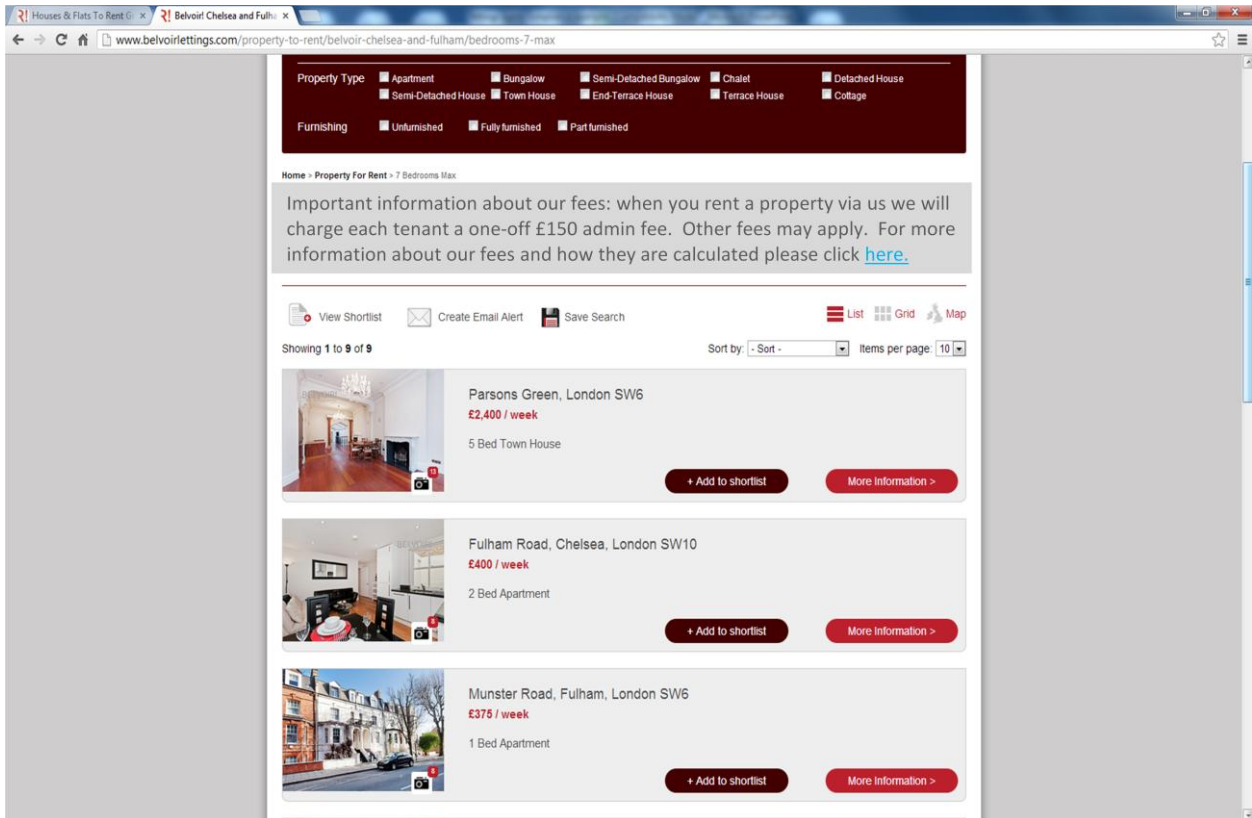 Houses & Flats To Rent G
Belvoir! Chelsea and Fulh
www.belvoirlettings.com/property-to-rent/belvoir-chelsea-and-fulham/bedrooms-7-max
Property Type Apartment Bungalow Semi-Detached Bungalow Chalet Detached House
Semi-Detached House Town House End-Terrace House Terrace House Cottage
Furnishing Unfurnished Fully furnished Part furnished
Home > Property For Rent > 7 Bedrooms Max
Important information about our fees: when you rent a property via us we will
charge each tenant a one-off £150 admin fee. Other fees may apply. For more
information about our fees and how they are calculated please click here.
View Shortlist Create Email Alert Save Search List Grid Map
Showing 1 to 9 of 9 Sort by: - Sort - Items per page: 10
BELVOIR!
Parsons Green, London SW6
£2,400 / week
5 Bed Town House
13
+ Add to shortlist More Information >
BELVOIR!
Fulham Road, Chelsea, London SW10
£400 / week
2 Bed Apartment
8
+ Add to shortlist More Information >
Munster Road, Fulham, London SW6
£375 / week
1 Bed Apartment
8
+ Add to shortlist More Information >